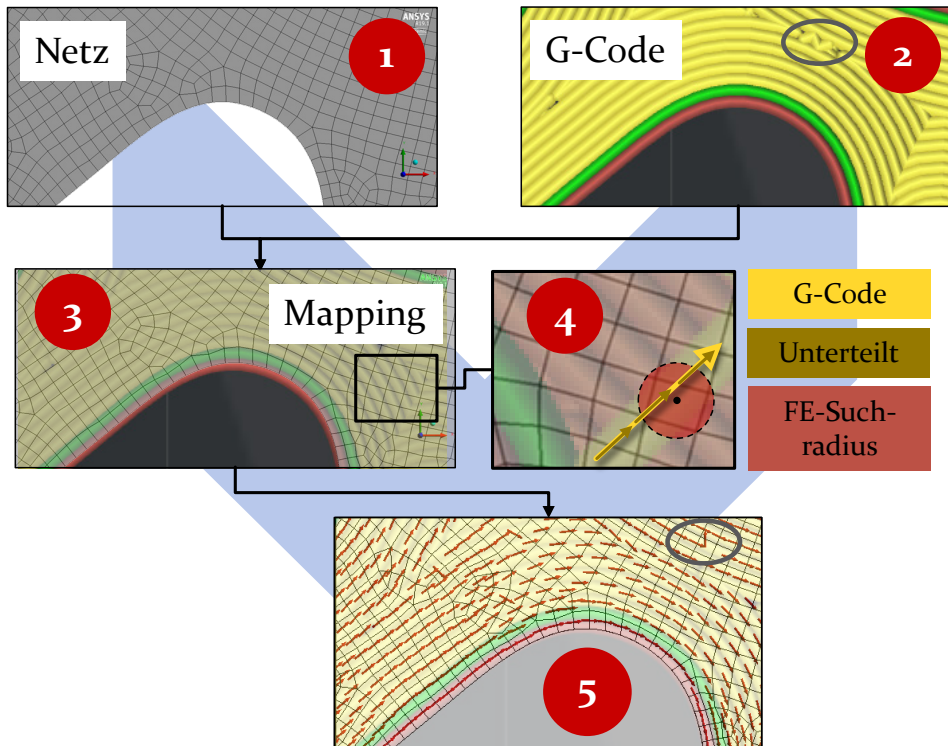 Netz
1
ANSYS
G-Code
2
3
Mapping
4
G-Code
Unterteilt
FE-Such-
radius
5